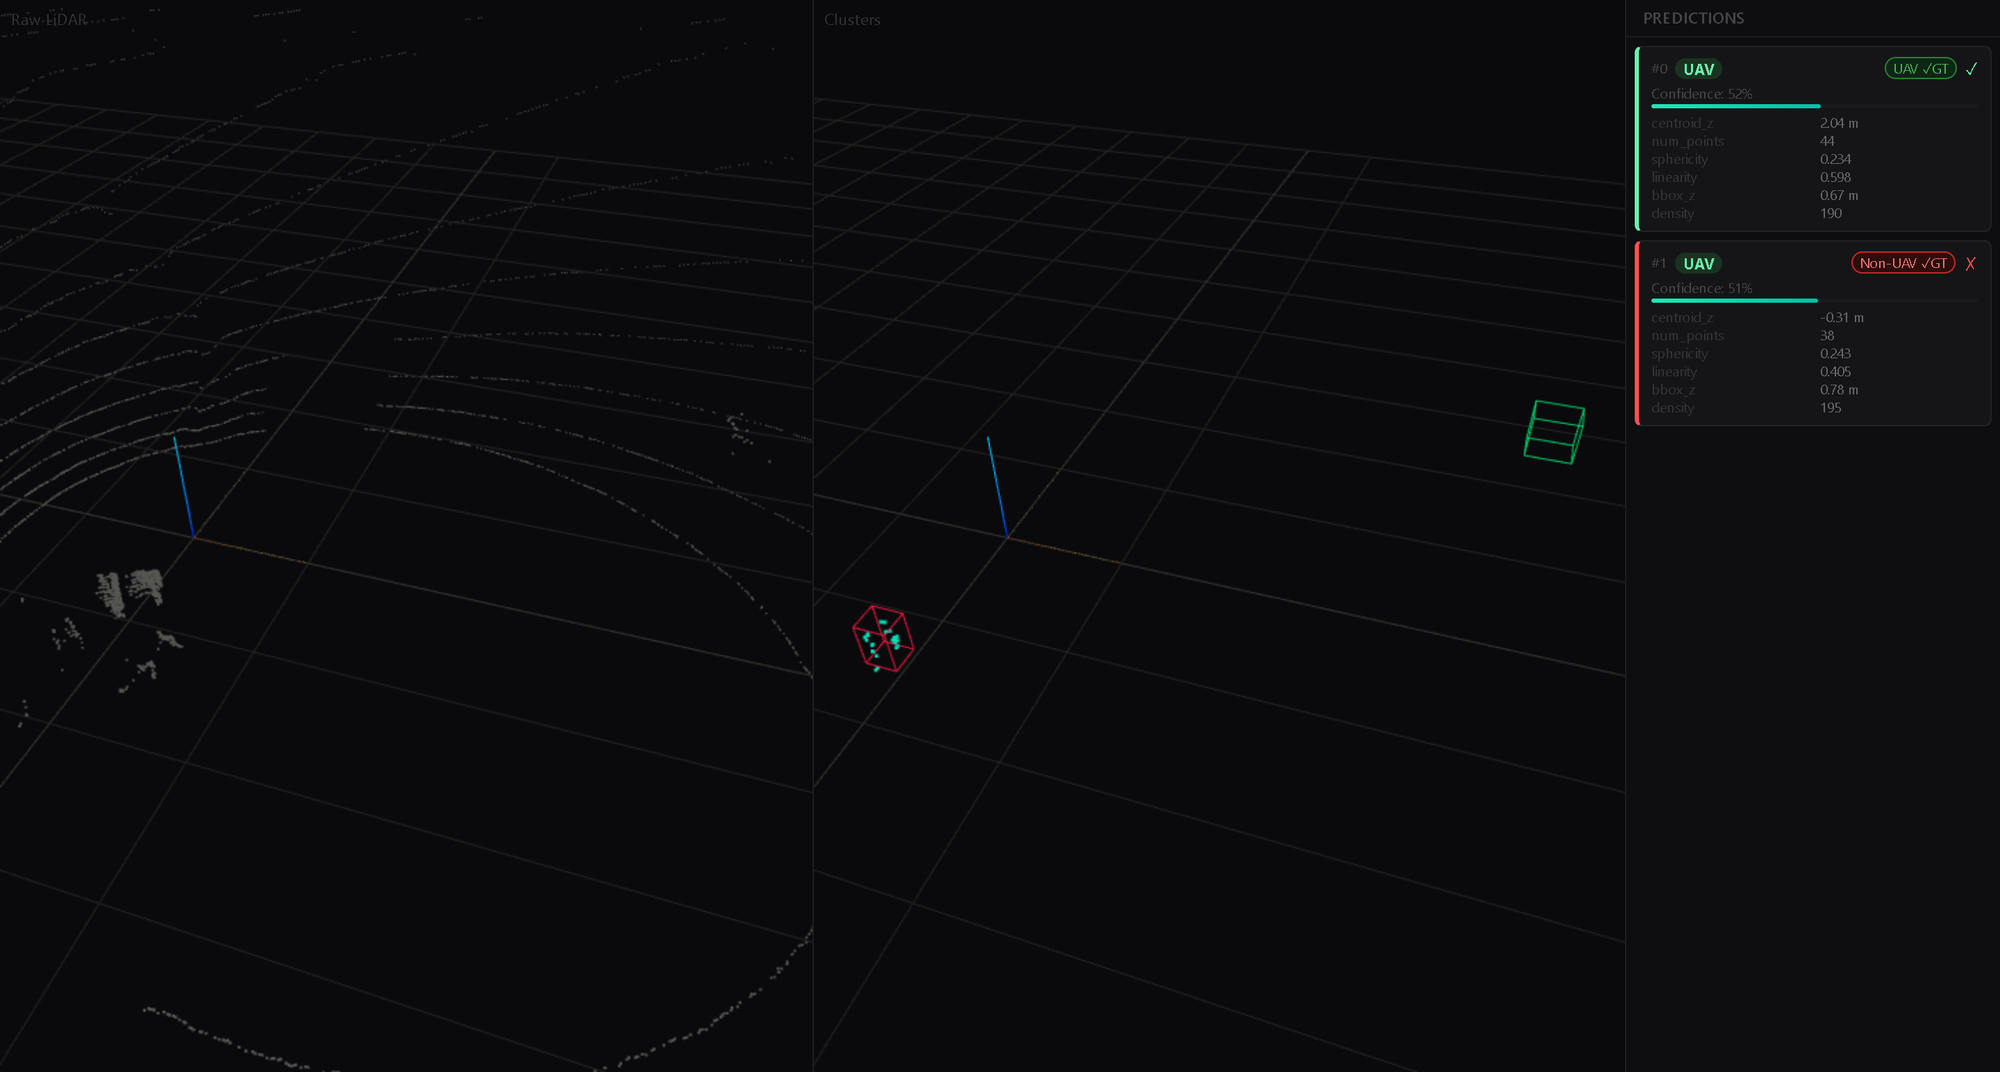 Raw LiDAR
Clusters
PREDICTIONS
#0 UAV UAV ✓GT ✓
Confidence: 52%
centroid_z 2.04 m
num_points 44
sphericity 0.234
linearity 0.598
bbox_z 0.67 m
density 190
#1 UAV Non-UAV ✓GT ✗
Confidence: 51%
centroid_z -0.31 m
num_points 38
sphericity 0.243
linearity 0.405
bbox_z 0.78 m
density 195